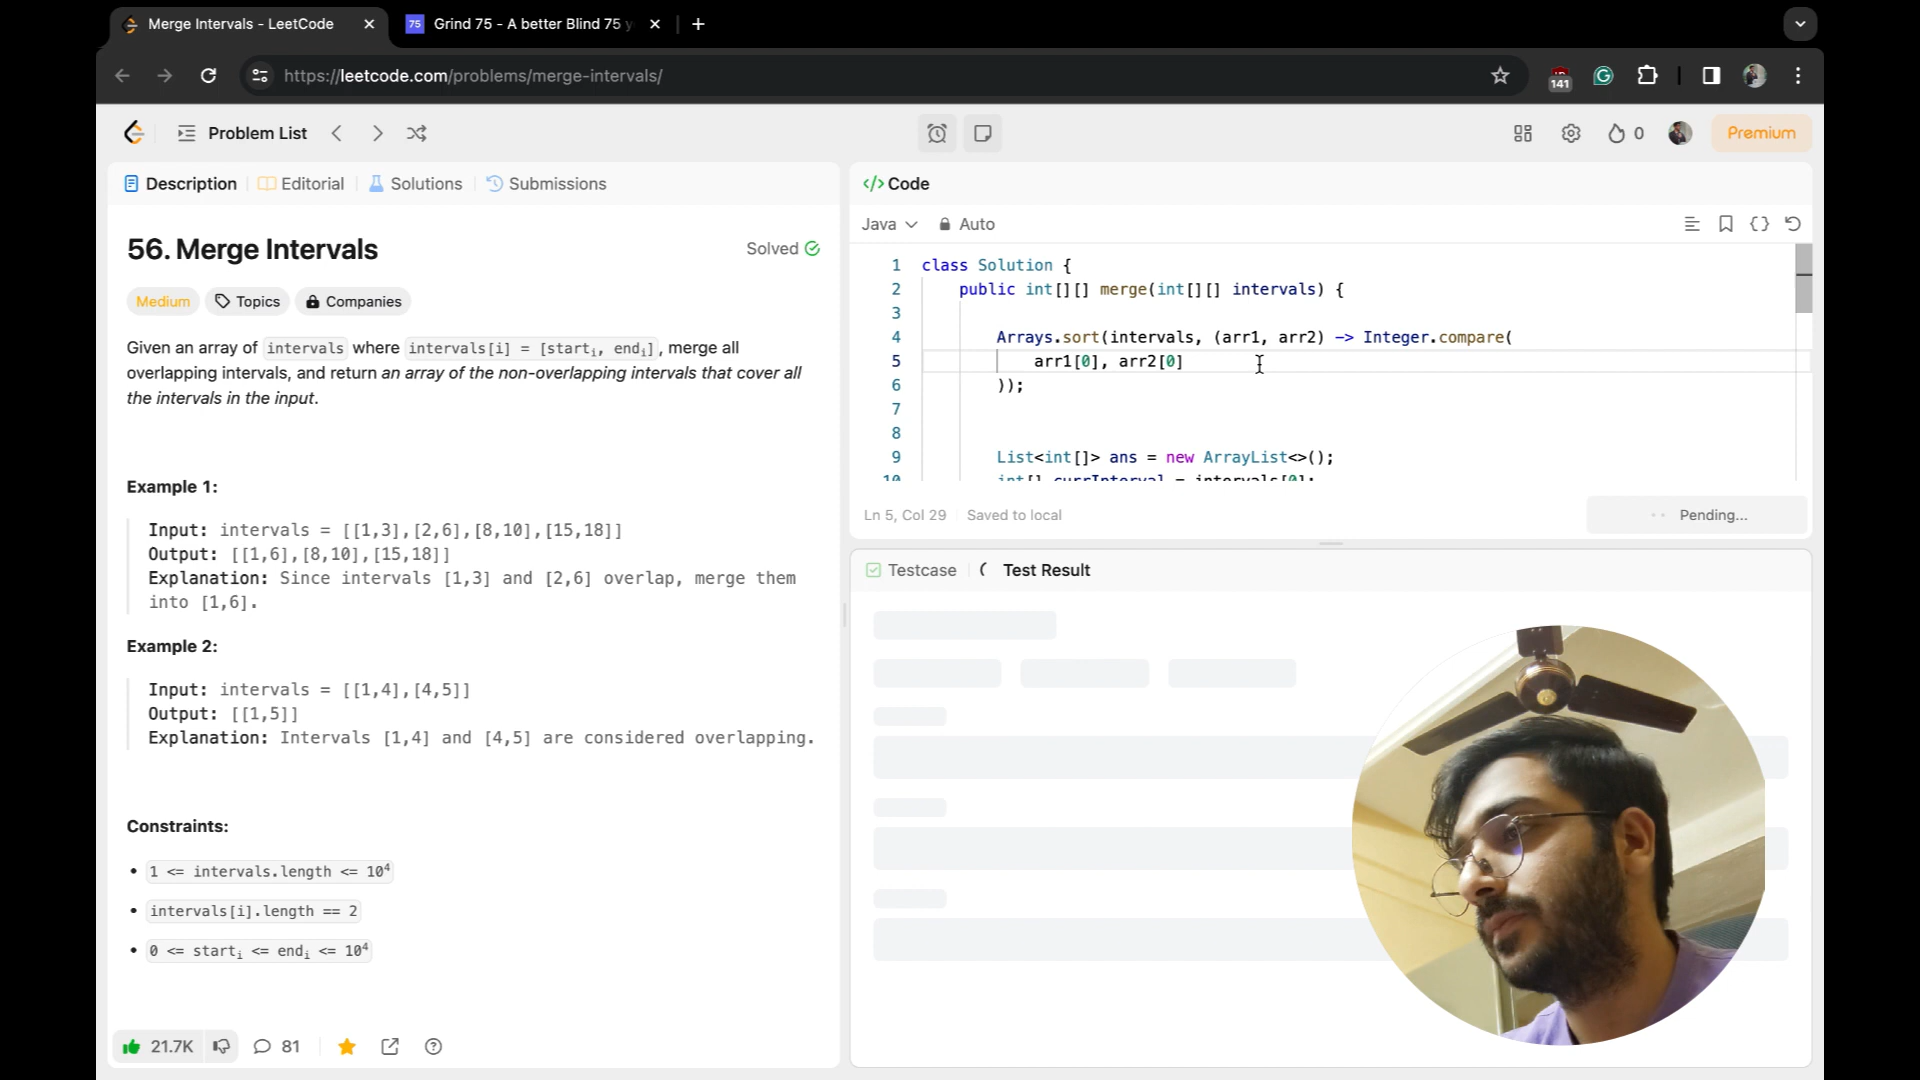 Merge Intervals - LeetCode
75
Grind 75 - A better Blind 75 y
https://leetcode.com/problems/merge-intervals/
141
Problem List
0
Premium
Description
Editorial
Solutions
Submissions
56. Merge Intervals
Solved
Medium
Topics
Companies
Given an array of intervals where intervals[i] = [starti, endi], merge all
overlapping intervals, and return an array of the non-overlapping intervals that cover all
the intervals in the input.
Example 1:
Input: intervals = [[1,3],[2,6],[8,10],[15,18]]
Output: [[1,6],[8,10],[15,18]]
Explanation: Since intervals [1,3] and [2,6] overlap, merge them
into [1,6].
Example 2:
Input: intervals = [[1,4],[4,5]]
Output: [[1,5]]
Explanation: Intervals [1,4] and [4,5] are considered overlapping.
Constraints:
• 1 <= intervals.length <= 10⁴
• intervals[i].length == 2
• 0 <= starti <= endi <= 10⁴
21.7K
81
</> Code
Java
Auto
1 class Solution {
2 public int[][] merge(int[][] intervals) {
3
4 Arrays.sort(intervals, (arr1, arr2) -> Integer.compare(
5 arr1[0], arr2[0]
6 ));
7
8
9 List<int[]> ans = new ArrayList<>();
10 int[] currInterval = intervals[0];
Ln 5, Col 29
Saved to local
Pending...
Testcase
Test Result